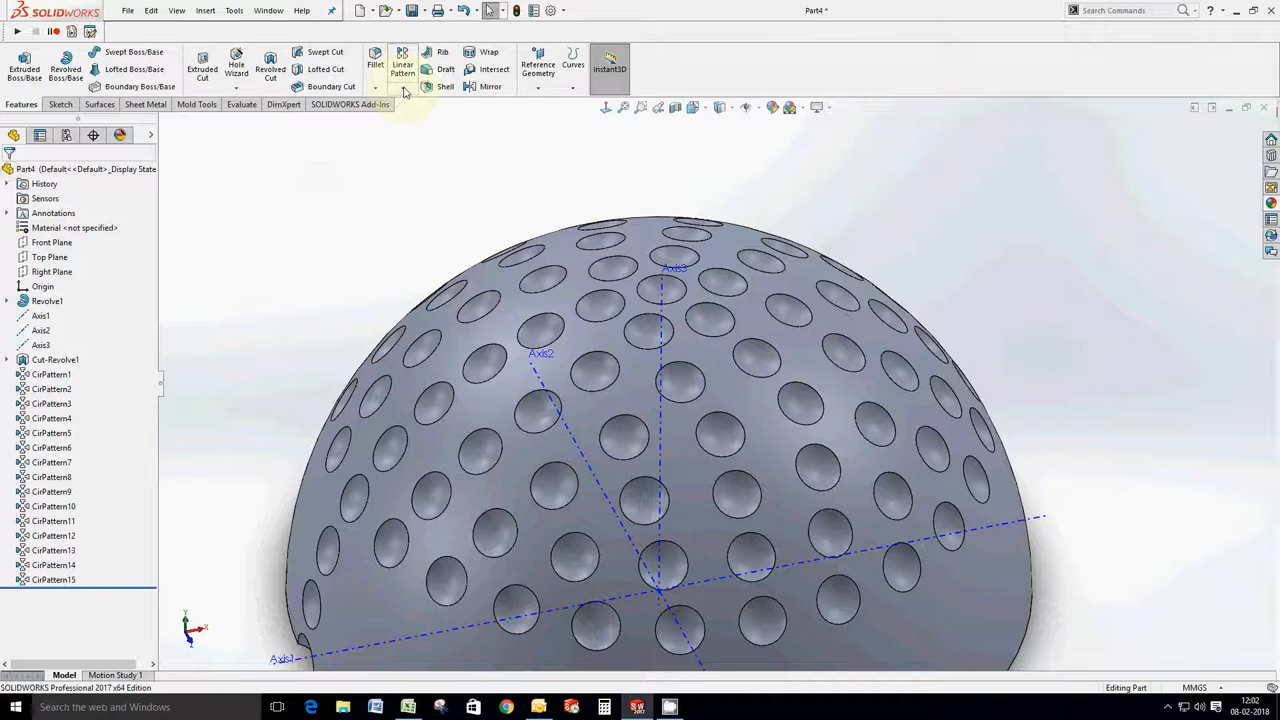 SOLIDWORKS
File
Edit
View
Insert
Tools
Window
Help
Part4 *
Search Commands
Extruded Boss/Base
Revolved Boss/Base
Swept Boss/Base
Lofted Boss/Base
Boundary Boss/Base
Extruded Cut
Hole Wizard
Revolved Cut
Swept Cut
Lofted Cut
Boundary Cut
Fillet
Linear Pattern
Rib
Draft
Shell
Wrap
Intersect
Mirror
Reference Geometry
Curves
Instant3D
Features
Sketch
Surfaces
Sheet Metal
Mold Tools
Evaluate
DimXpert
SOLIDWORKS Add-Ins
Part4 (Default<<Default>_Display State
History
Sensors
Annotations
Material <not specified>
Front Plane
Top Plane
Right Plane
Origin
Revolve1
Axis1
Axis2
Axis3
Cut-Revolve1
CirPattern1
CirPattern2
CirPattern3
CirPattern4
CirPattern5
CirPattern6
CirPattern7
CirPattern8
CirPattern9
CirPattern10
CirPattern11
CirPattern12
CirPattern13
CirPattern14
CirPattern15
Axis3
Axis2
Axis1
Y
X
Z
Model
Motion Study 1
SOLIDWORKS Professional 2017 x64 Edition
Editing Part
MMGS
Search the web and Windows
12:02
08-02-2018